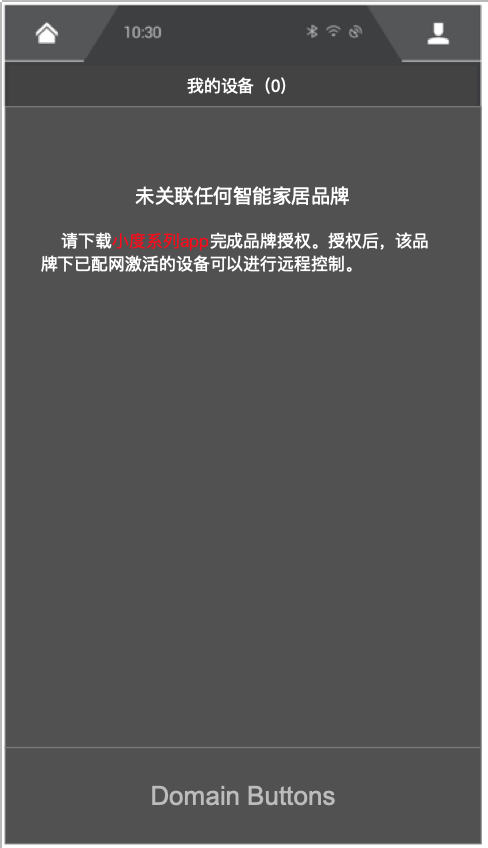 10:30
我的设备（0）
未关联任何智能家居品牌
请下载小度系列app完成品牌授权。授权后，该品
牌下已配网激活的设备可以进行远程控制。
Domain Buttons